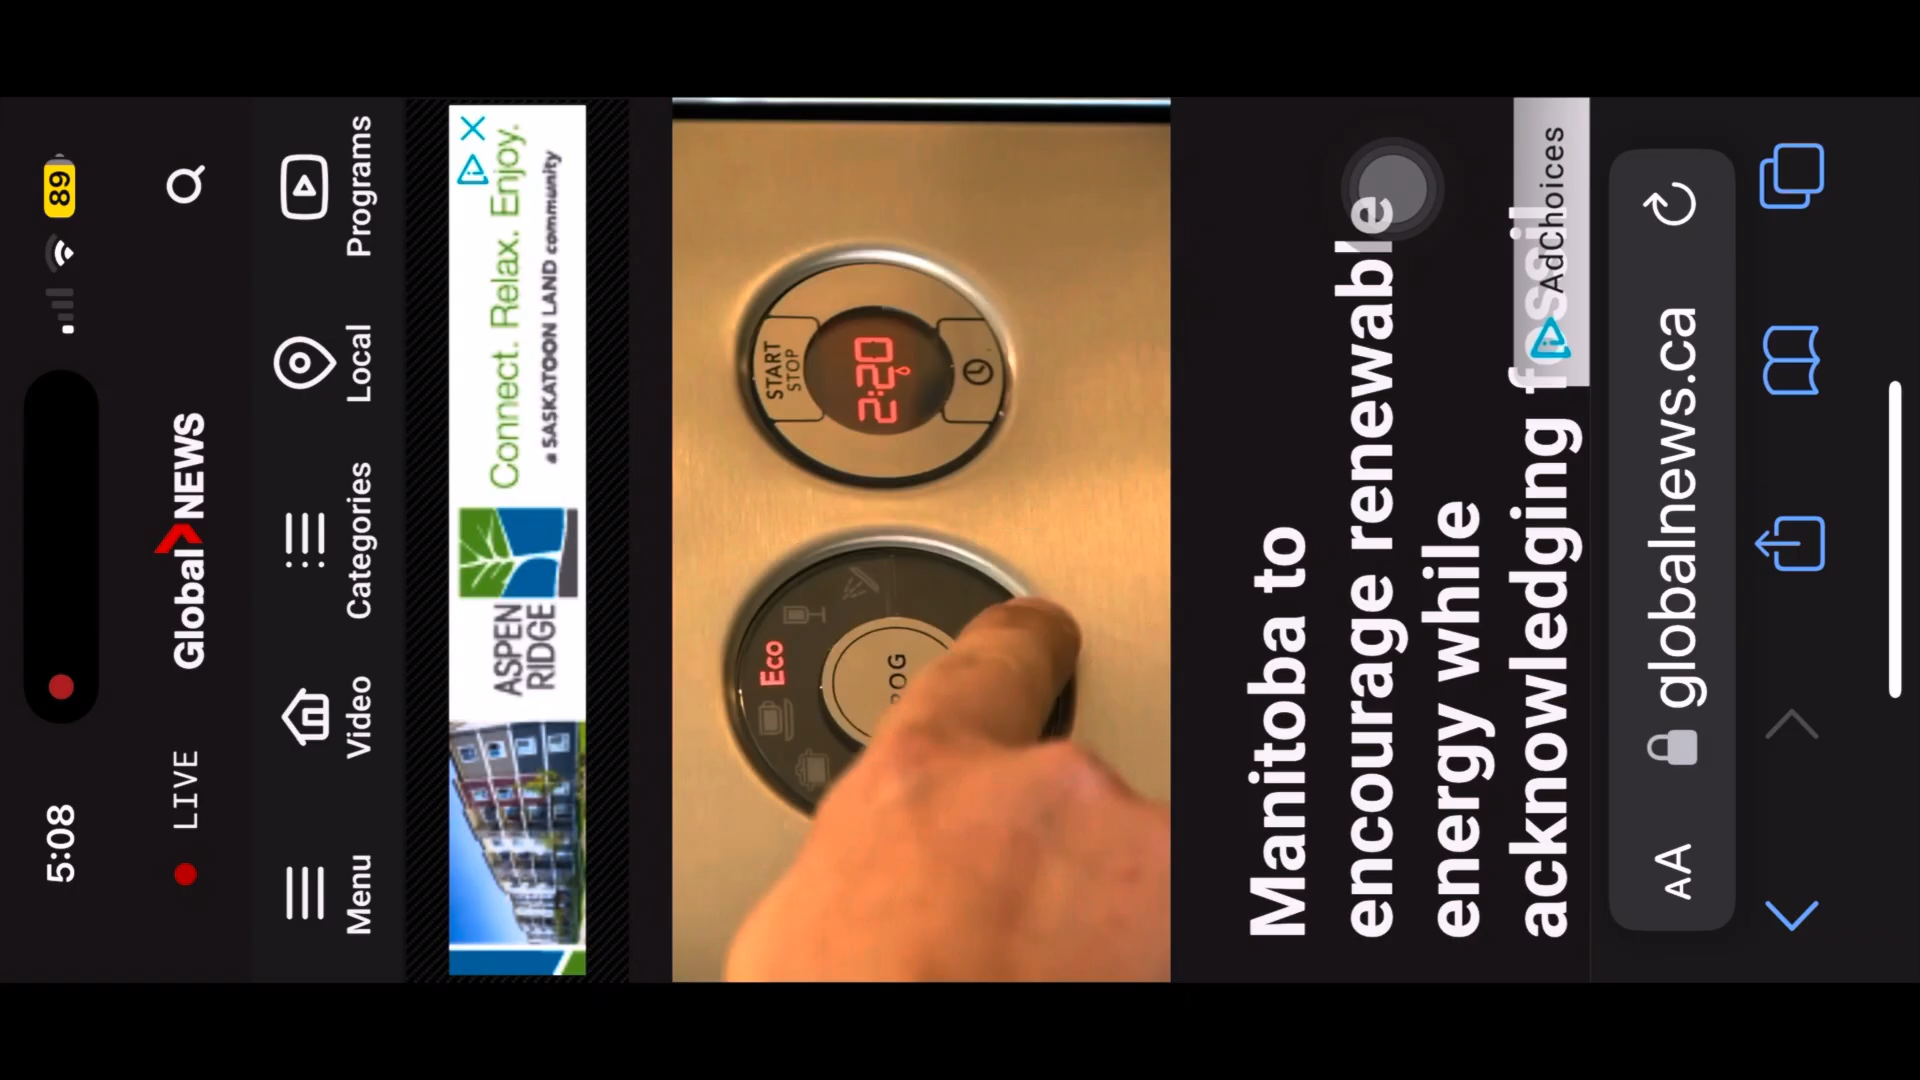 5:08
89
LIVE
Global NEWS
Menu
Video
Categories
Local
Programs
ASPEN
RIDGE
Connect. Relax. Enjoy.
a SASKATOON LAND community
Eco
START
STOP
2:20
Manitoba to
encourage renewable
energy while
acknowledging fossil
AdChoices
AA
globalnews.ca